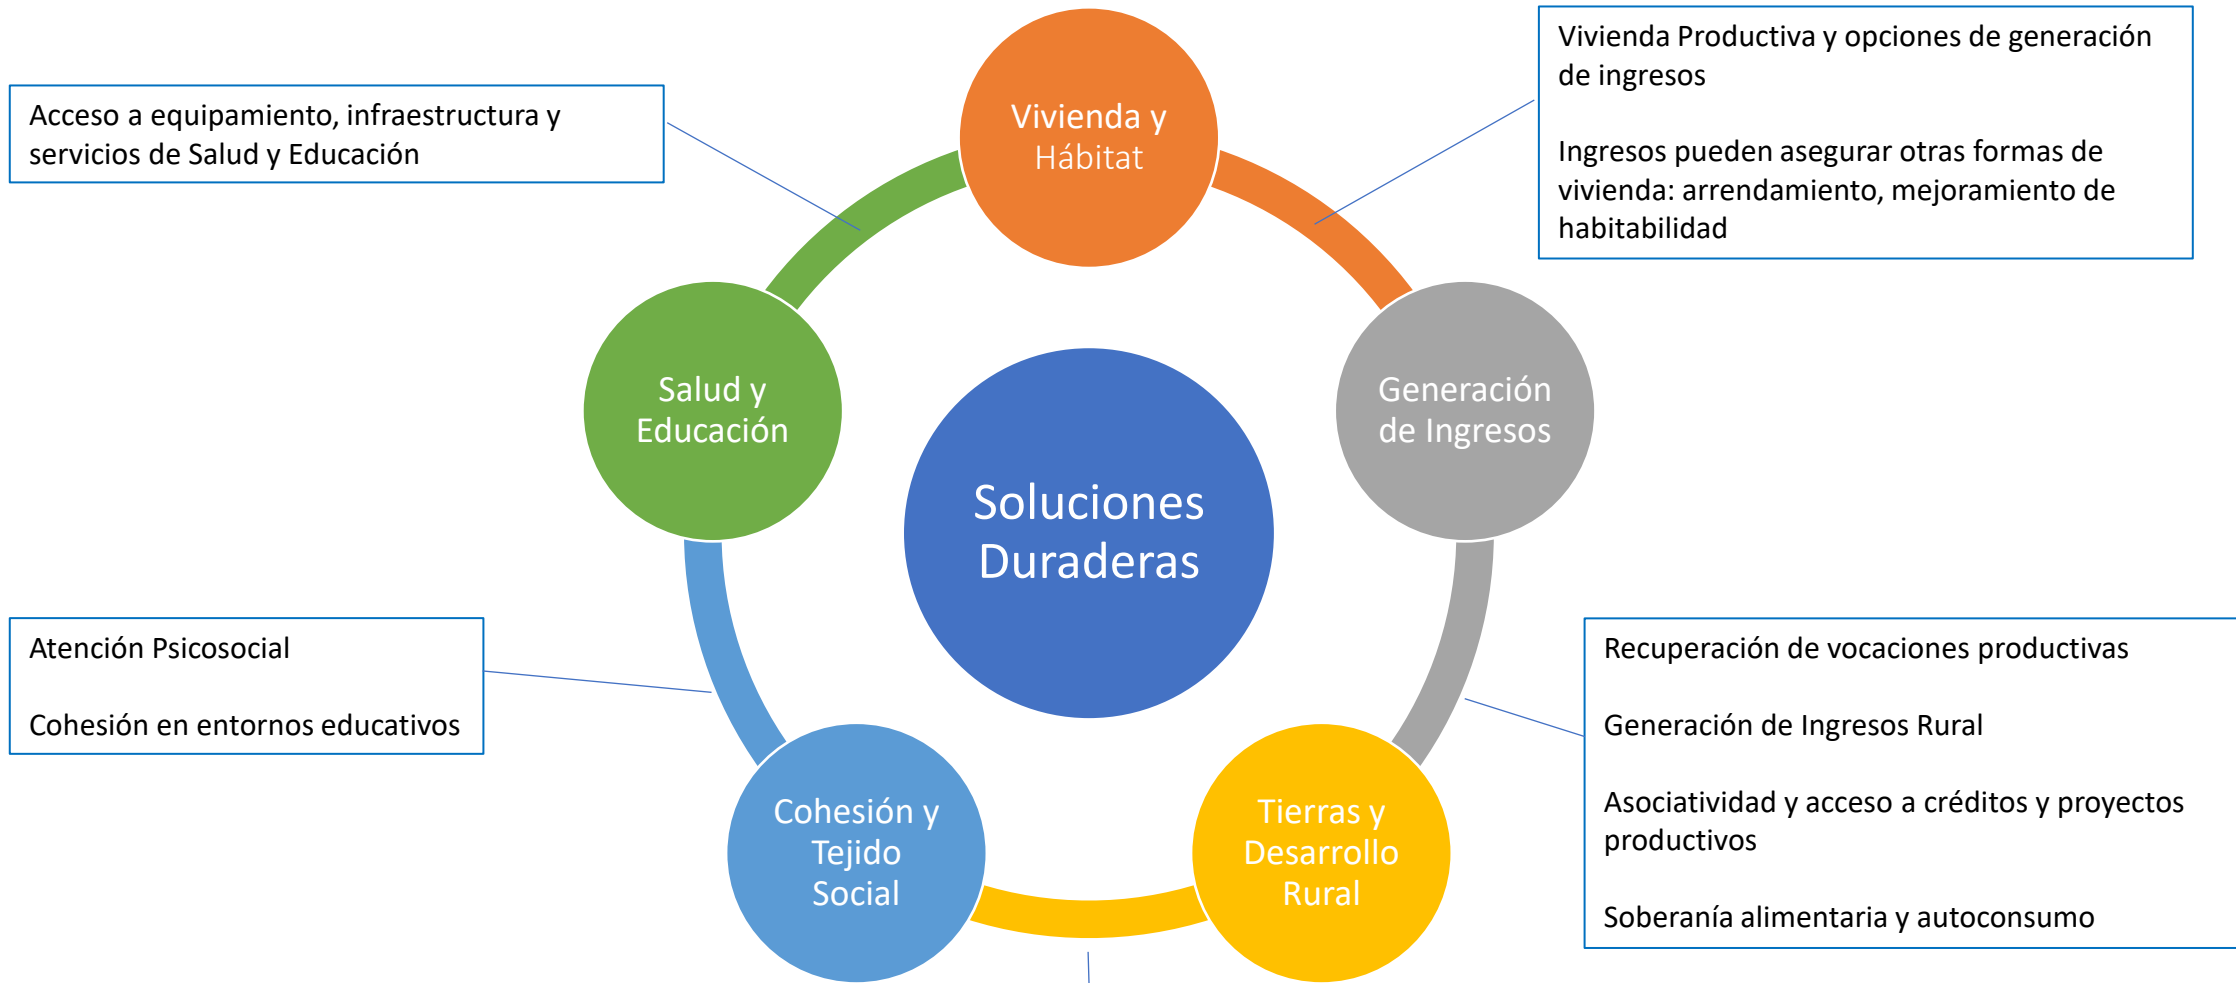 Vivienda y
Hábitat
Vivienda Productiva y opciones de generación
de ingresos
Ingresos pueden asegurar otras formas de
vivienda: arrendamiento, mejoramiento de
habitabilidad
Acceso a equipamiento, infraestructura y
servicios de Salud y Educación
Salud y
Educación
Generación
de Ingresos
Soluciones
Duraderas
Atención Psicosocial
Cohesión en entornos educativos
Recuperación de vocaciones productivas
Generación de Ingresos Rural
Asociatividad y acceso a créditos y proyectos
productivos
Soberanía alimentaria y autoconsumo
Cohesión y
Tejido
Social
Tierras y
Desarrollo
Rural